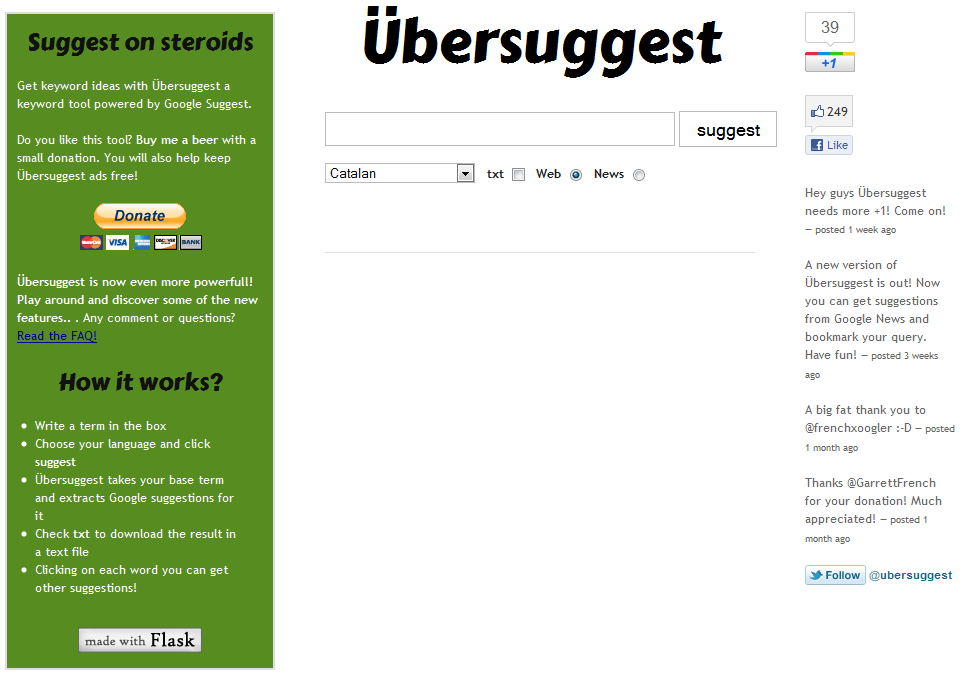 Suggest on steroids
Get keyword ideas with Übersuggest a
keyword tool powered by Google Suggest.
Do you like this tool? Buy me a beer with a
small donation. You will also help keep
Übersuggest ads free!
Donate
MasterCard VISA DISCOVER BANK
Übersuggest is now even more powerfull!
Play around and discover some of the new
features.. . Any comment or questions?
Read the FAQ!
How it works?
Write a term in the box
Choose your language and click
suggest
Übersuggest takes your base term
and extracts Google suggestions for
it
Check txt to download the result in
a text file
Clicking on each word you can get
other suggestions!
made with Flask
Übersuggest
suggest
Catalan txt Web News
39
+1
249
Like
Hey guys Übersuggest
needs more +1! Come on!
– posted 1 week ago
A new version of
Übersuggest is out! Now
you can get suggestions
from Google News and
bookmark your query.
Have fun! – posted 3 weeks
ago
A big fat thank you to
@frenchxoogler :-D – posted
1 month ago
Thanks @GarrettFrench
for your donation! Much
appreciated! – posted 1
month ago
Follow @ubersuggest